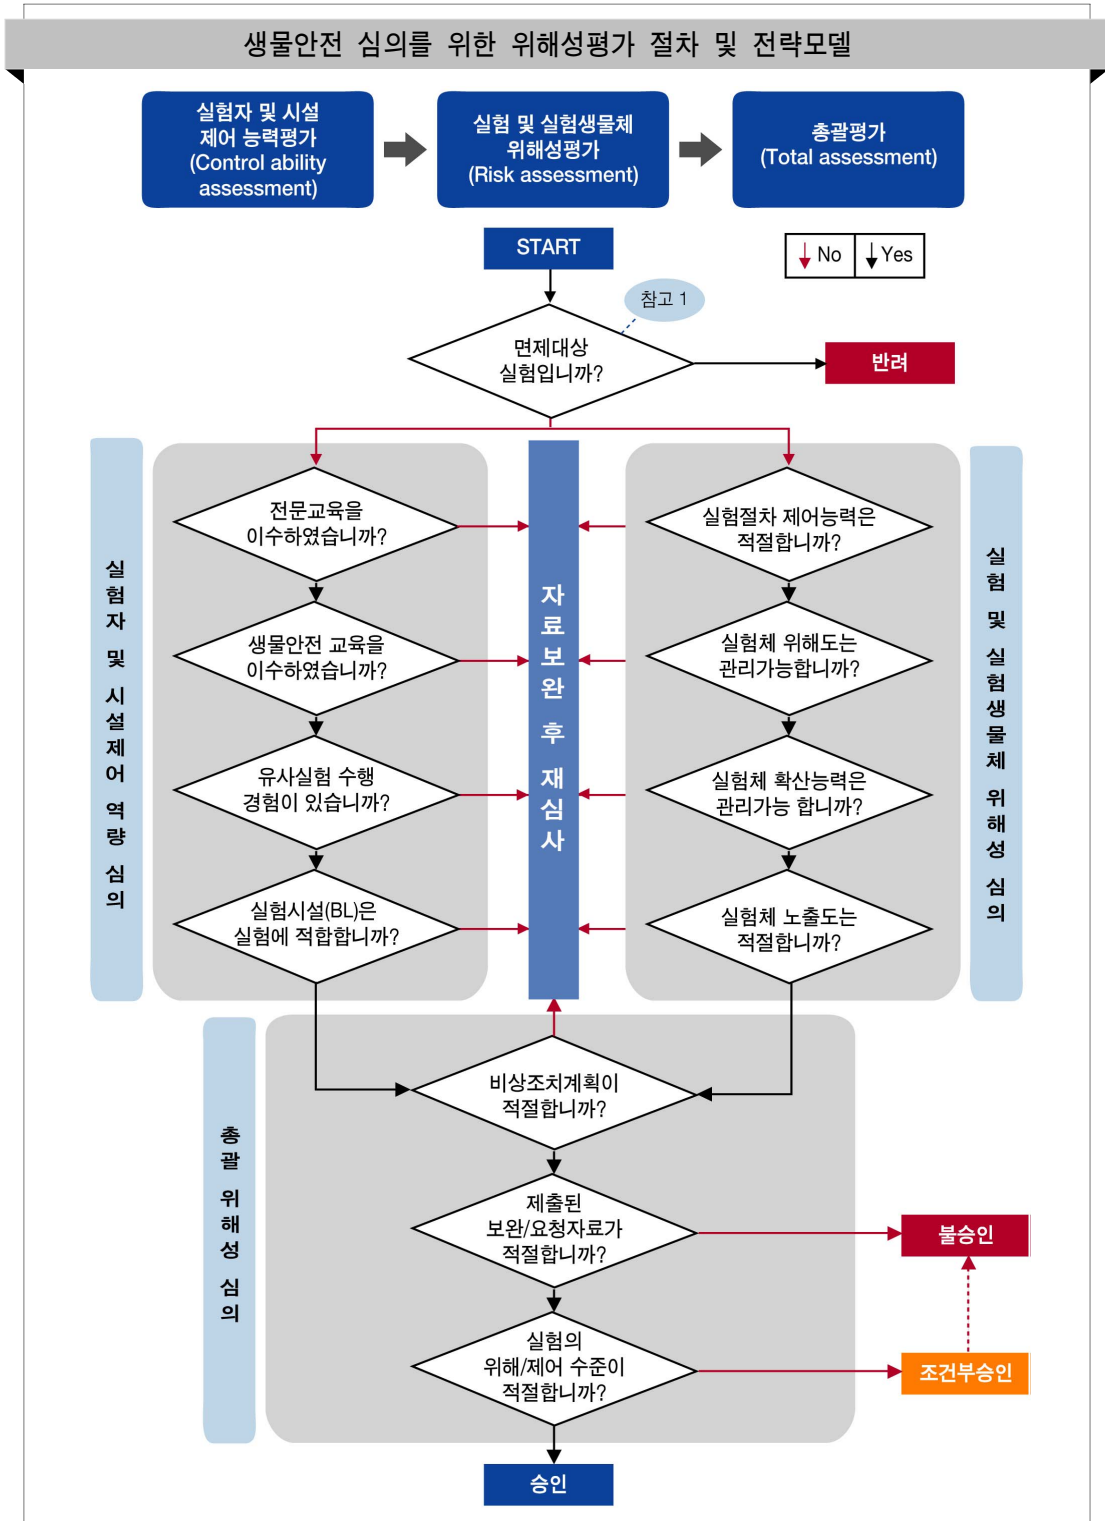 생물안전 심의를 위한 위해성평가 절차 및 전략모델
실험자 및 시설
제어 능력평가
(Control ability
assessment)
실험 및 실험생물체
위해성평가
(Risk assessment)
총괄평가
(Total assessment)
START
No
Yes
참고 1
면제대상
실험입니까?
반려
실험자 및 시설제어 역량 심의
전문교육을
이수하였습니까?
생물안전 교육을
이수하였습니까?
유사실험 수행
경험이 있습니까?
실험시설(BL)은
실험에 적합합니까?
자료보완 후 재심사
실험절차 제어능력은
적절합니까?
실험체 위해도는
관리가능합니까?
실험체 확산능력은
관리가능 합니까?
실험체 노출도는
적절합니까?
실험 및 실험생물체 위해성 심의
총괄 위해성 심의
비상조치계획이
적절합니까?
제출된
보완/요청자료가
적절합니까?
불승인
실험의
위해/제어 수준이
적절합니까?
조건부승인
승인